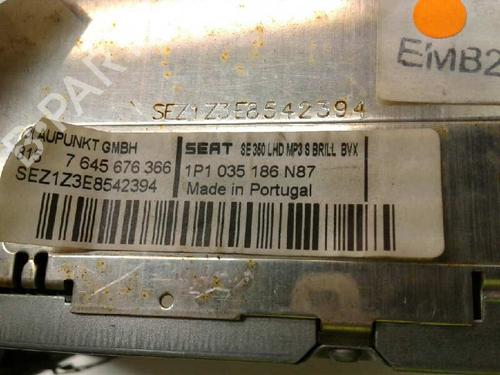 EMB2
SEZ1Z3E8542394
BLAUPUNKT GMBH
7 645 676 366
SEZ1Z3E8542394
SEAT SE 350 LHD MP3 S BRILL BVX
1P1 035 186 N87
Made in Portugal